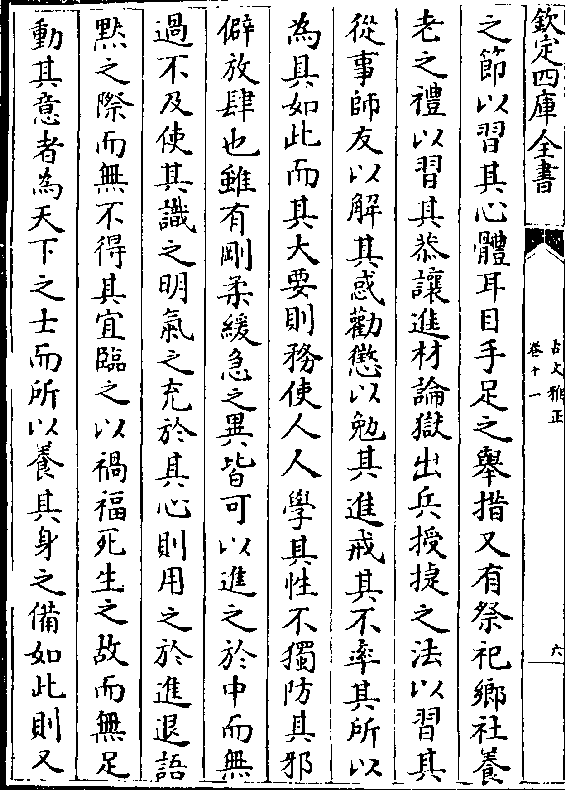 欽定四庫全書
古文雅正
卷十一
六
之節以習其心體耳目手足之舉措又有祭祀鄉社養
老之禮以習其恭讓進材論獄出兵授捷之法以習其
從事師友以解其惑勸懲以勉其進戒其不率其所以
為具如此而其大要則務使人人學其性不獨防其邪
僻放肆也雖有剛柔緩急之異皆可以進之於中而無
過不及使其識之明氣之充於其心則用之於進退語
黙之際而無不得其宜臨之以禍福死生之故而無足
動其意者為天下之士而所以養其身之備如此則又